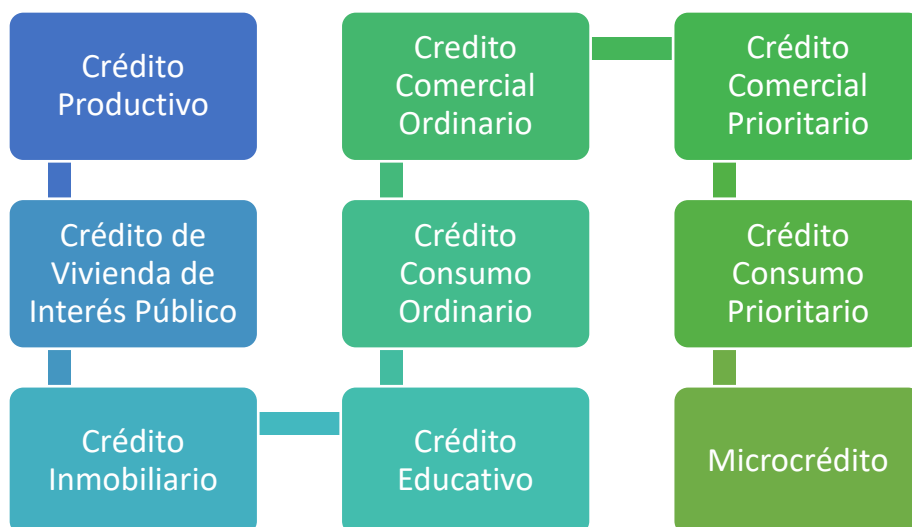 Crédito
Productivo
Crédito de
Vivienda de
Interés Público
Crédito
Inmobiliario
Crédito
Educativo
Crédito
Consumo
Ordinario
Credito
Comercial
Ordinario
Crédito
Comercial
Prioritario
Crédito
Consumo
Prioritario
Microcrédito